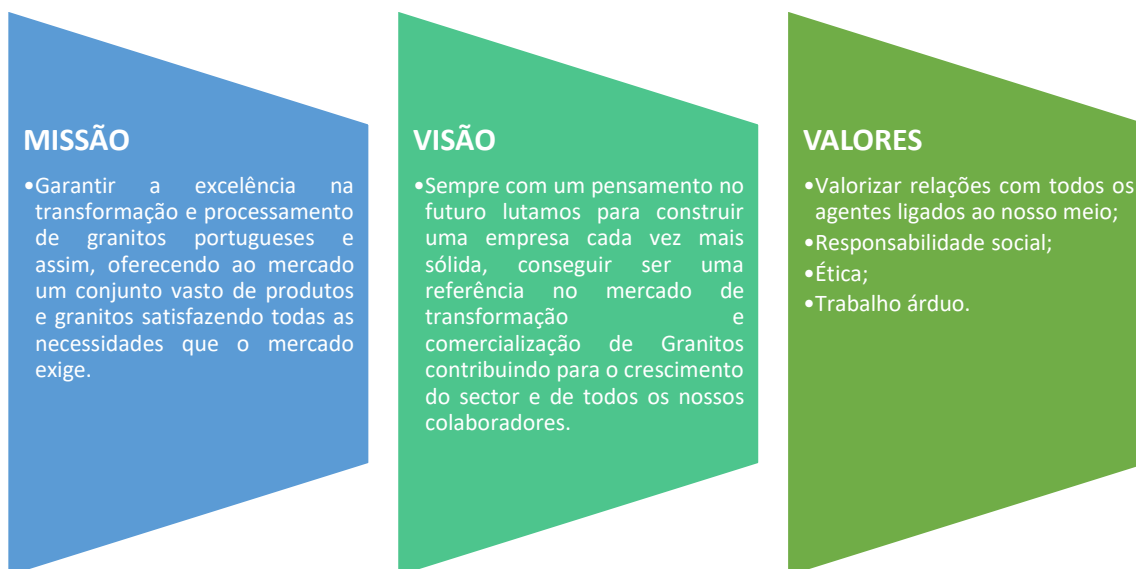 MISSÃO
•Garantir a excelência na
transformação e processamento
de granitos portugueses e
assim, oferecendo ao mercado
um conjunto vasto de produtos
e granitos satisfazendo todas as
necessidades que o mercado
exige.
VISÃO
•Sempre com um pensamento no
futuro lutamos para construir
uma empresa cada vez mais
sólida, conseguir ser uma
referência no mercado de
transformação e
comercialização de Granitos
contribuindo para o crescimento
do sector e de todos os nossos
colaboradores.
VALORES
•Valorizar relações com todos os
agentes ligados ao nosso meio;
•Responsabilidade social;
•Ética;
•Trabalho árduo.